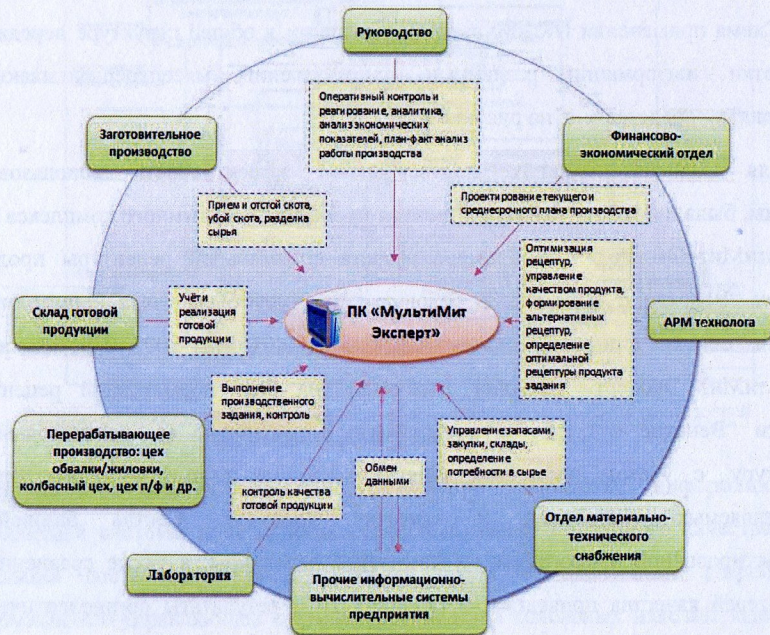 Руководство
Оперативный контроль и
реагирование, аналитика,
анализ экономических
показателей, план-факт анализ
работы производства
Заготовительное
производство
Финансово-
экономический отдел
Прием и отстой скота,
убой скота, разделка
сырья
Проектирование текущего и
среднесрочного плана производства
Склад готовой
продукции
Учёт и
реализация
готовой
продукции
ПК «МультиМит
Эксперт»
Оптимизация
рецептур,
управление
качеством продукта,
формирование
альтернативных
рецептур,
определение
оптимальной
рецептуры продукта
задания
АРМ технолога
Выполнение
производственного
задания, контроль
Перерабатывающее
производство: цех
обвалки/жиловки,
колбасный цех, цех п/ф и др.
Управление запасами,
закупки, склады,
определение
потребности в сырье
контроль качества
готовой продукции
Обмен
данными
Отдел материально-
технического
снабжения
Лаборатория
Прочие информационно-
вычислительные системы
предприятия